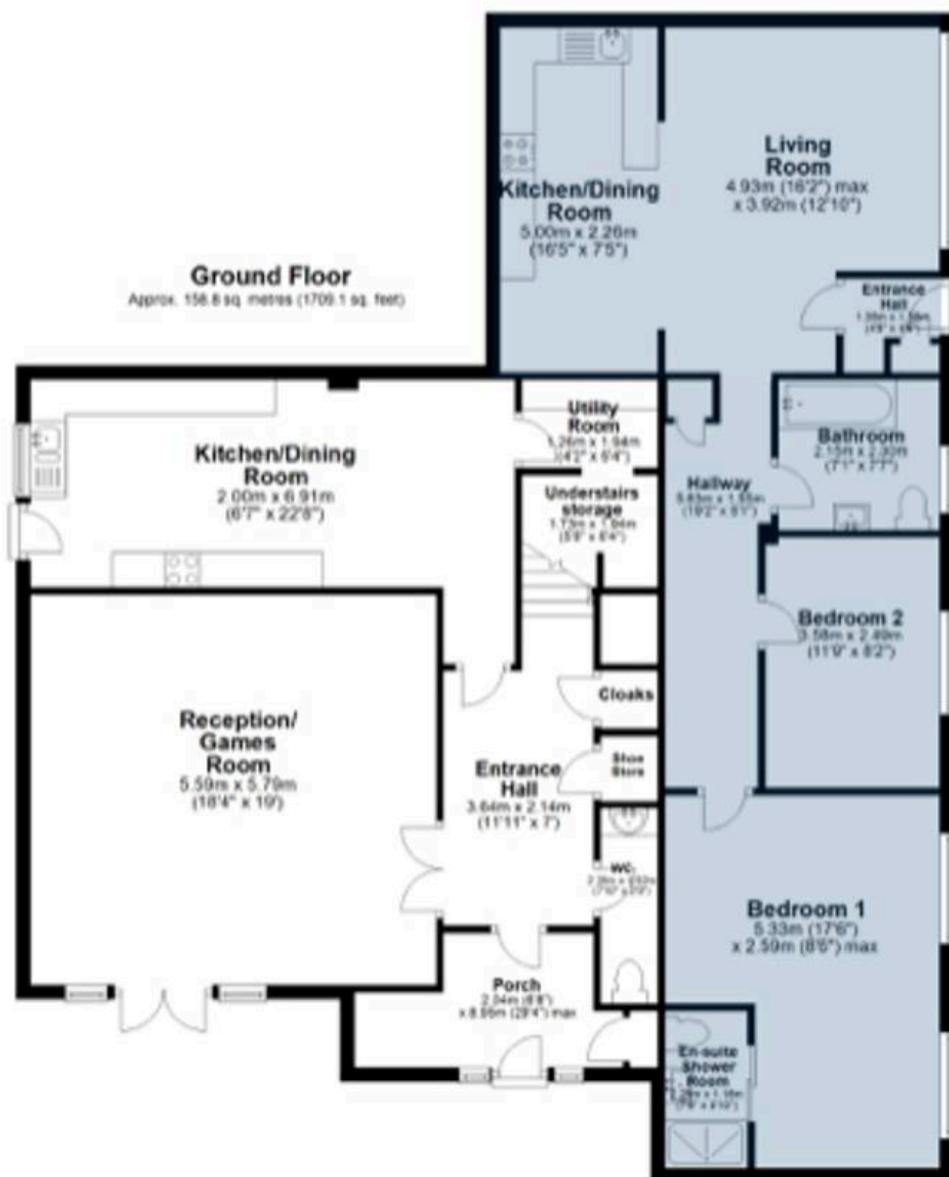 Ground Floor
Approx. 156.8 sq. metres (1709.1 sq. feet)
Kitchen/Dining
Room
5.00m x 2.26m
(16'5" x 7'5")
Living
Room
4.93m (16'2") max
x 3.92m (12'10")
Entrance
Hall
Kitchen/Dining
Room
2.00m x 6.91m
(6'7" x 22'8")
Utility
Room
1.26m x 1.94m
(4'2" x 6'4")
Understairs
storage
1.73m x 1.94m
(5'8" x 6'4")
Hallway
Bathroom
2.15m x 2.30m
(7'1" x 7'7")
Bedroom 2
3.58m x 2.49m
(11'9" x 8'2")
Reception/
Games
Room
5.59m x 5.79m
(18'4" x 19')
Cloaks
Shoe
Store
Entrance
Hall
3.64m x 2.14m
(11'11" x 7')
WC
Bedroom 1
5.33m (17'6")
x 2.59m (8'6") max
Porch
2.04m (6'8")
x 8.95m (29'4") max
En-suite
Shower
Room